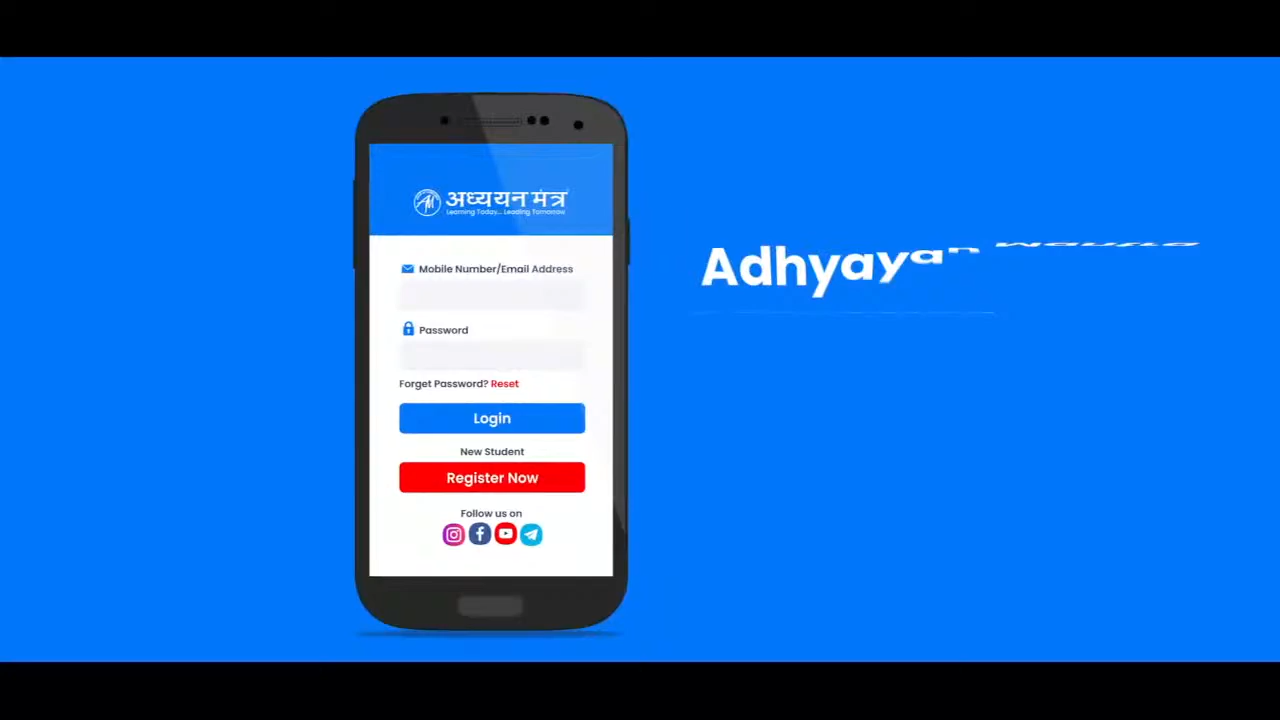 अध्ययन मंत्र
Learning Today... Leading Tomorrow
Mobile Number/Email Address
Password
Forget Password? Reset
Login
New Student
Register Now
Follow us on
Adhyayan